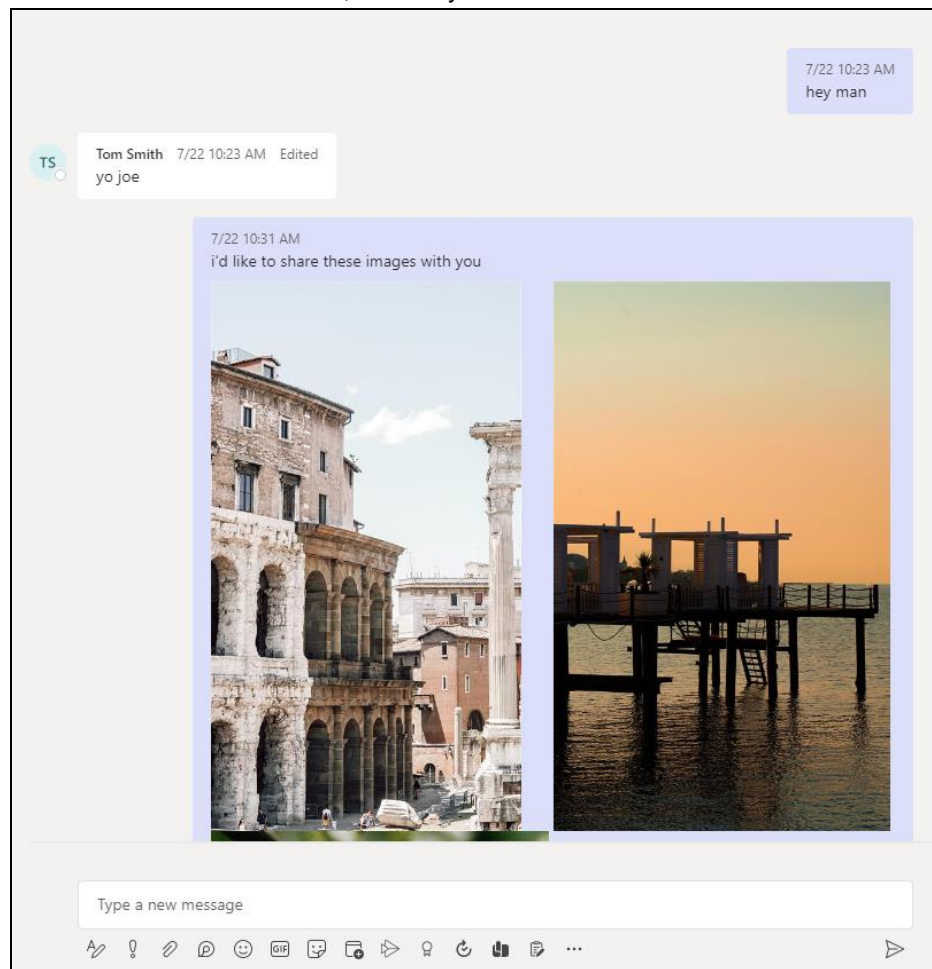 7/22 10:23 AM
hey man
TS
Tom Smith 7/22 10:23 AM Edited
yo joe
7/22 10:31 AM
i'd like to share these images with you
Type a new message
GIF